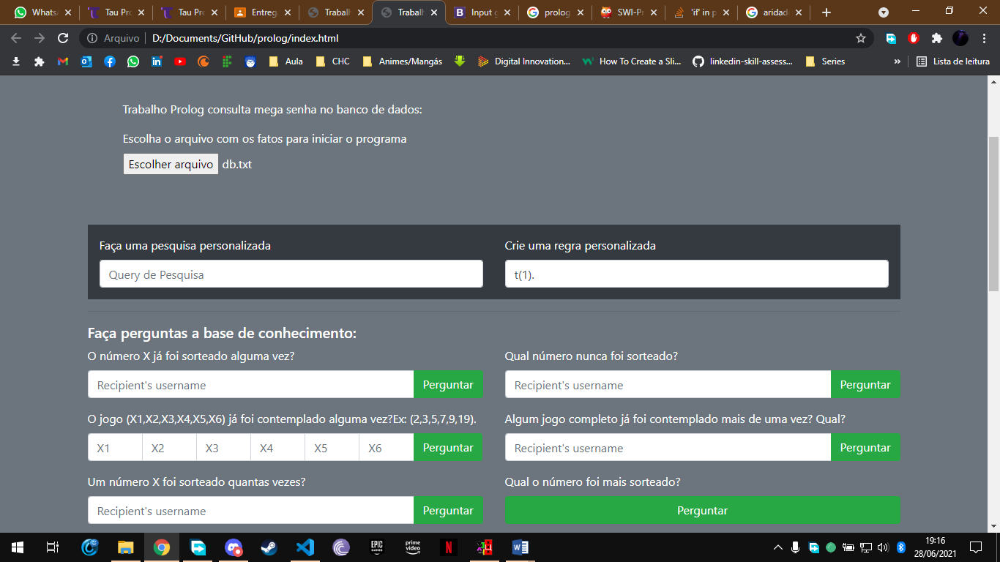 WhatsA
Tau Pro
Tau Pro
Entreg
Trabal
Trabal
Input g
prolog
SWI-Pr
'if' in p
aridad
Arquivo
D:/Documents/GitHub/prolog/index.html
Aula
CHC
Animes/Mangás
Digital Innovation...
How To Create a Sli...
linkedin-skill-assess...
Series
»
Lista de leitura
Trabalho Prolog consulta mega senha no banco de dados:
Escolha o arquivo com os fatos para iniciar o programa
Escolher arquivo db.txt
Faça uma pesquisa personalizada
Crie uma regra personalizada
Query de Pesquisa
t(1).
Faça perguntas a base de conhecimento:
O número X já foi sorteado alguma vez?
Qual número nunca foi sorteado?
Recipient's username Perguntar
Recipient's username Perguntar
O jogo (X1,X2,X3,X4,X5,X6) já foi contemplado alguma vez?Ex: (2,3,5,7,9,19).
Algum jogo completo já foi contemplado mais de uma vez? Qual?
X1 X2 X3 X4 X5 X6 Perguntar
Recipient's username Perguntar
Um número X foi sorteado quantas vezes?
Qual o número foi mais sorteado?
Recipient's username Perguntar
Perguntar
EPIC GAMES
prime video
19:16
28/06/2021